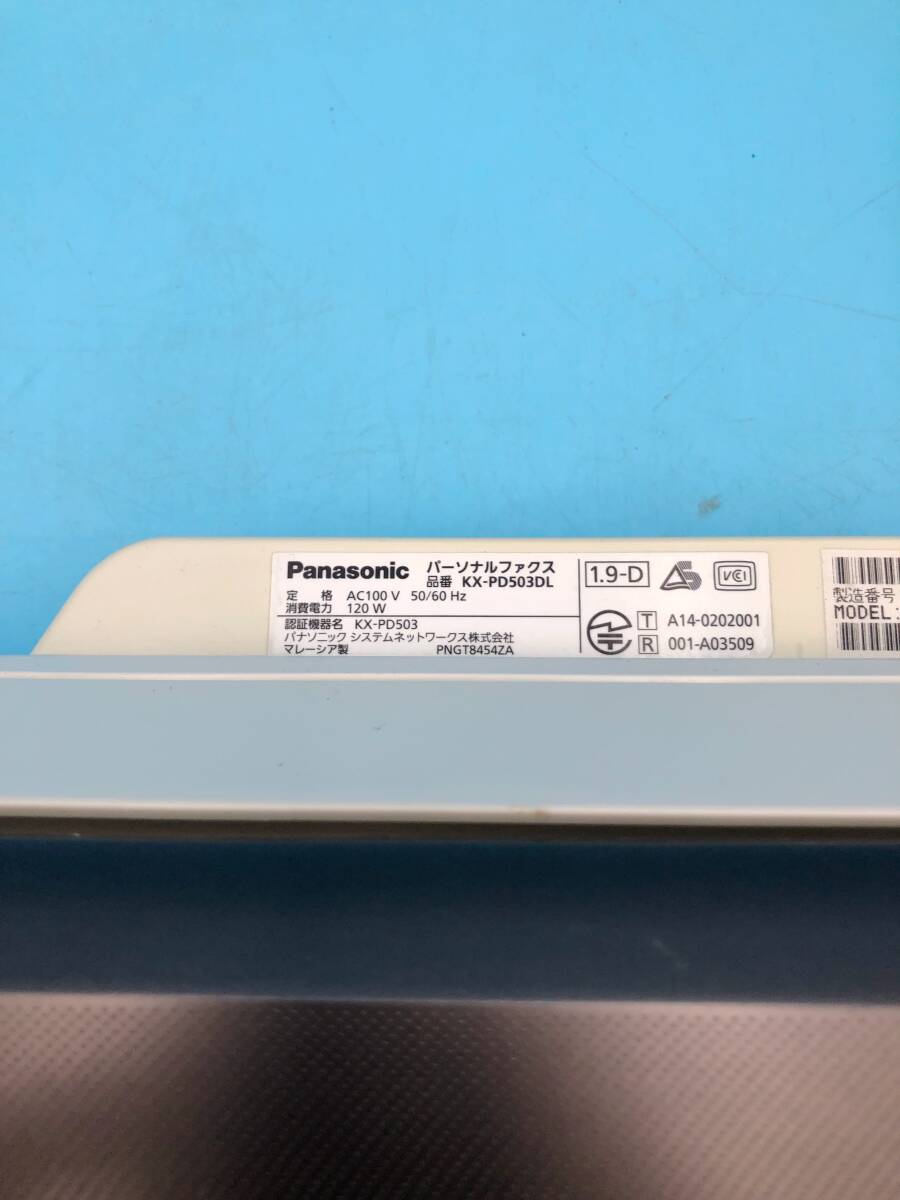 Panasonic パーソナルファクス
品番 KX-PD503DL
定 格 AC100 V 50/60 Hz
消費電力 120 W
認証機器名 KX-PD503
パナソニック システムネットワークス株式会社
マレーシア製 PNGT8454ZA
1.9-D VCCI
T A14-0202001
R 001-A03509
製造番号
MODEL: